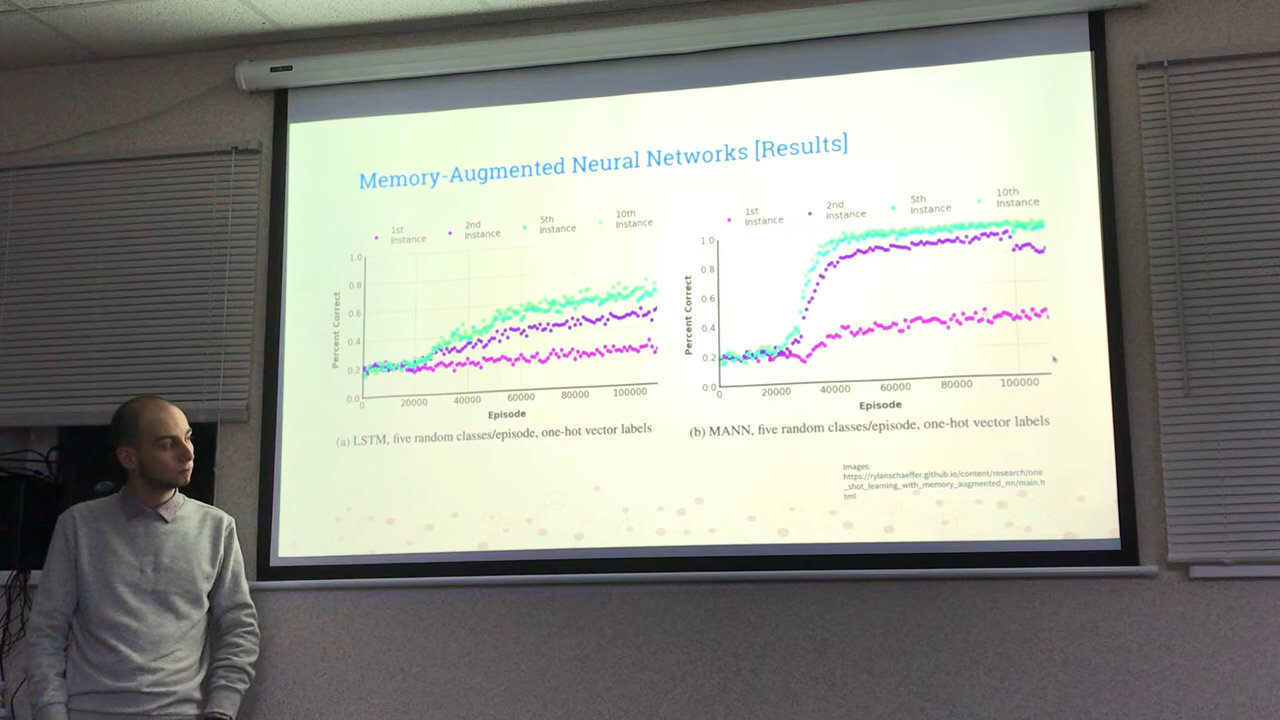 Memory-Augmented Neural Networks [Results]
1st Instance
2nd Instance
5th Instance
10th Instance
1.0
0.8
0.6
0.4
0.2
0.0
Percent Correct
0
20000
40000
60000
80000
100000
Episode
(a) LSTM, five random classes/episode, one-hot vector labels
1st Instance
2nd Instance
5th Instance
10th Instance
1.0
0.8
0.6
0.4
0.2
0.0
Percent Correct
0
20000
40000
60000
80000
100000
Episode
(b) MANN, five random classes/episode, one-hot vector labels
Images:
https://rylanschaeffer.github.io/content/research/one
_shot_learning_with_memory_augmented_nn/main.h
tml